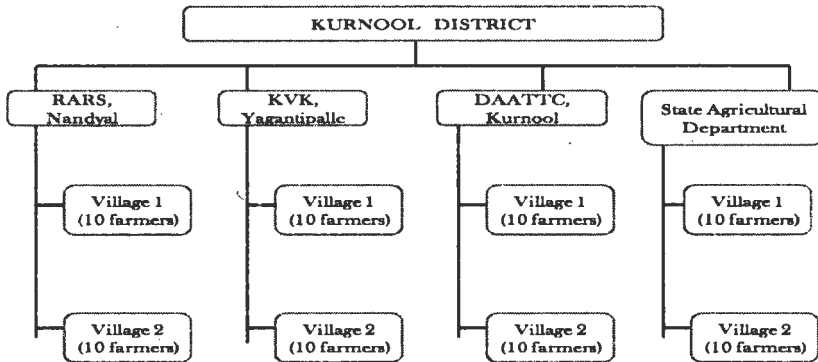 KURNOOL DISTRICT
RARS,
Nandyal
KVK,
Yagantipalle
DAATTC,
Kurnool
State Agricultural
Department
Village 1
(10 farmers)
Village 1
(10 farmers)
Village 1
(10 farmers)
Village 1
(10 farmers)
Village 2
(10 farmers)
Village 2
(10 farmers)
Village 2
(10 farmers)
Village 2
(10 farmers)